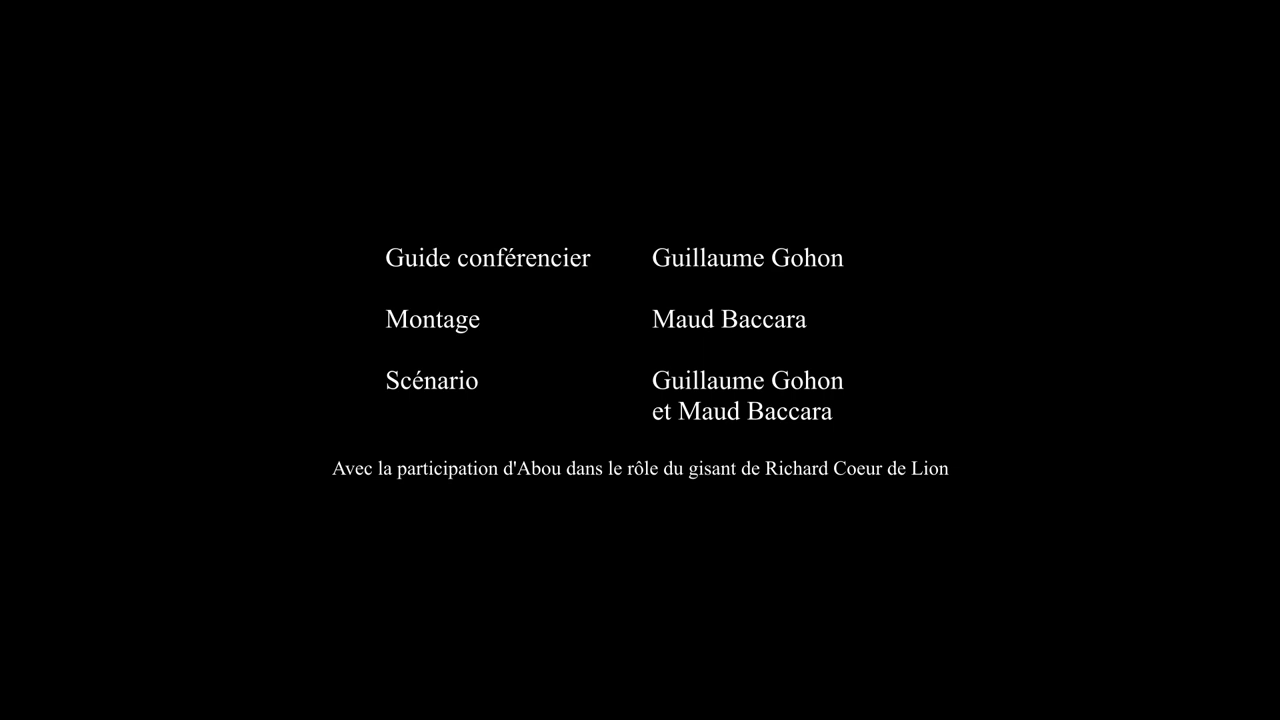 Guide conférencier Guillaume Gohon
Montage Maud Baccara
Scénario Guillaume Gohon
et Maud Baccara
Avec la participation d'Abou dans le rôle du gisant de Richard Coeur de Lion